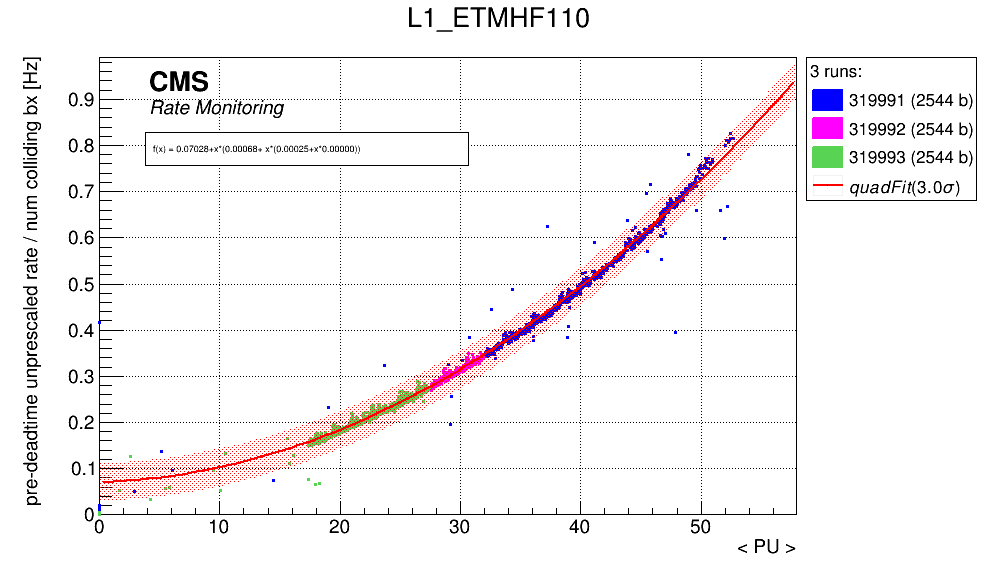 L1_ETMHF110
pre-deadtime unprescaled rate / num colliding bx [Hz]
CMS
Rate Monitoring
f(x) = 0.07028+x*(0.00068+ x*(0.00025+x*0.00000))
3 runs:
319991 (2544 b)
319992 (2544 b)
319993 (2544 b)
quadFit(3.0σ)
0.9
0.8
0.7
0.6
0.5
0.4
0.3
0.2
0.1
0
0 10 20 30 40 50
< PU >